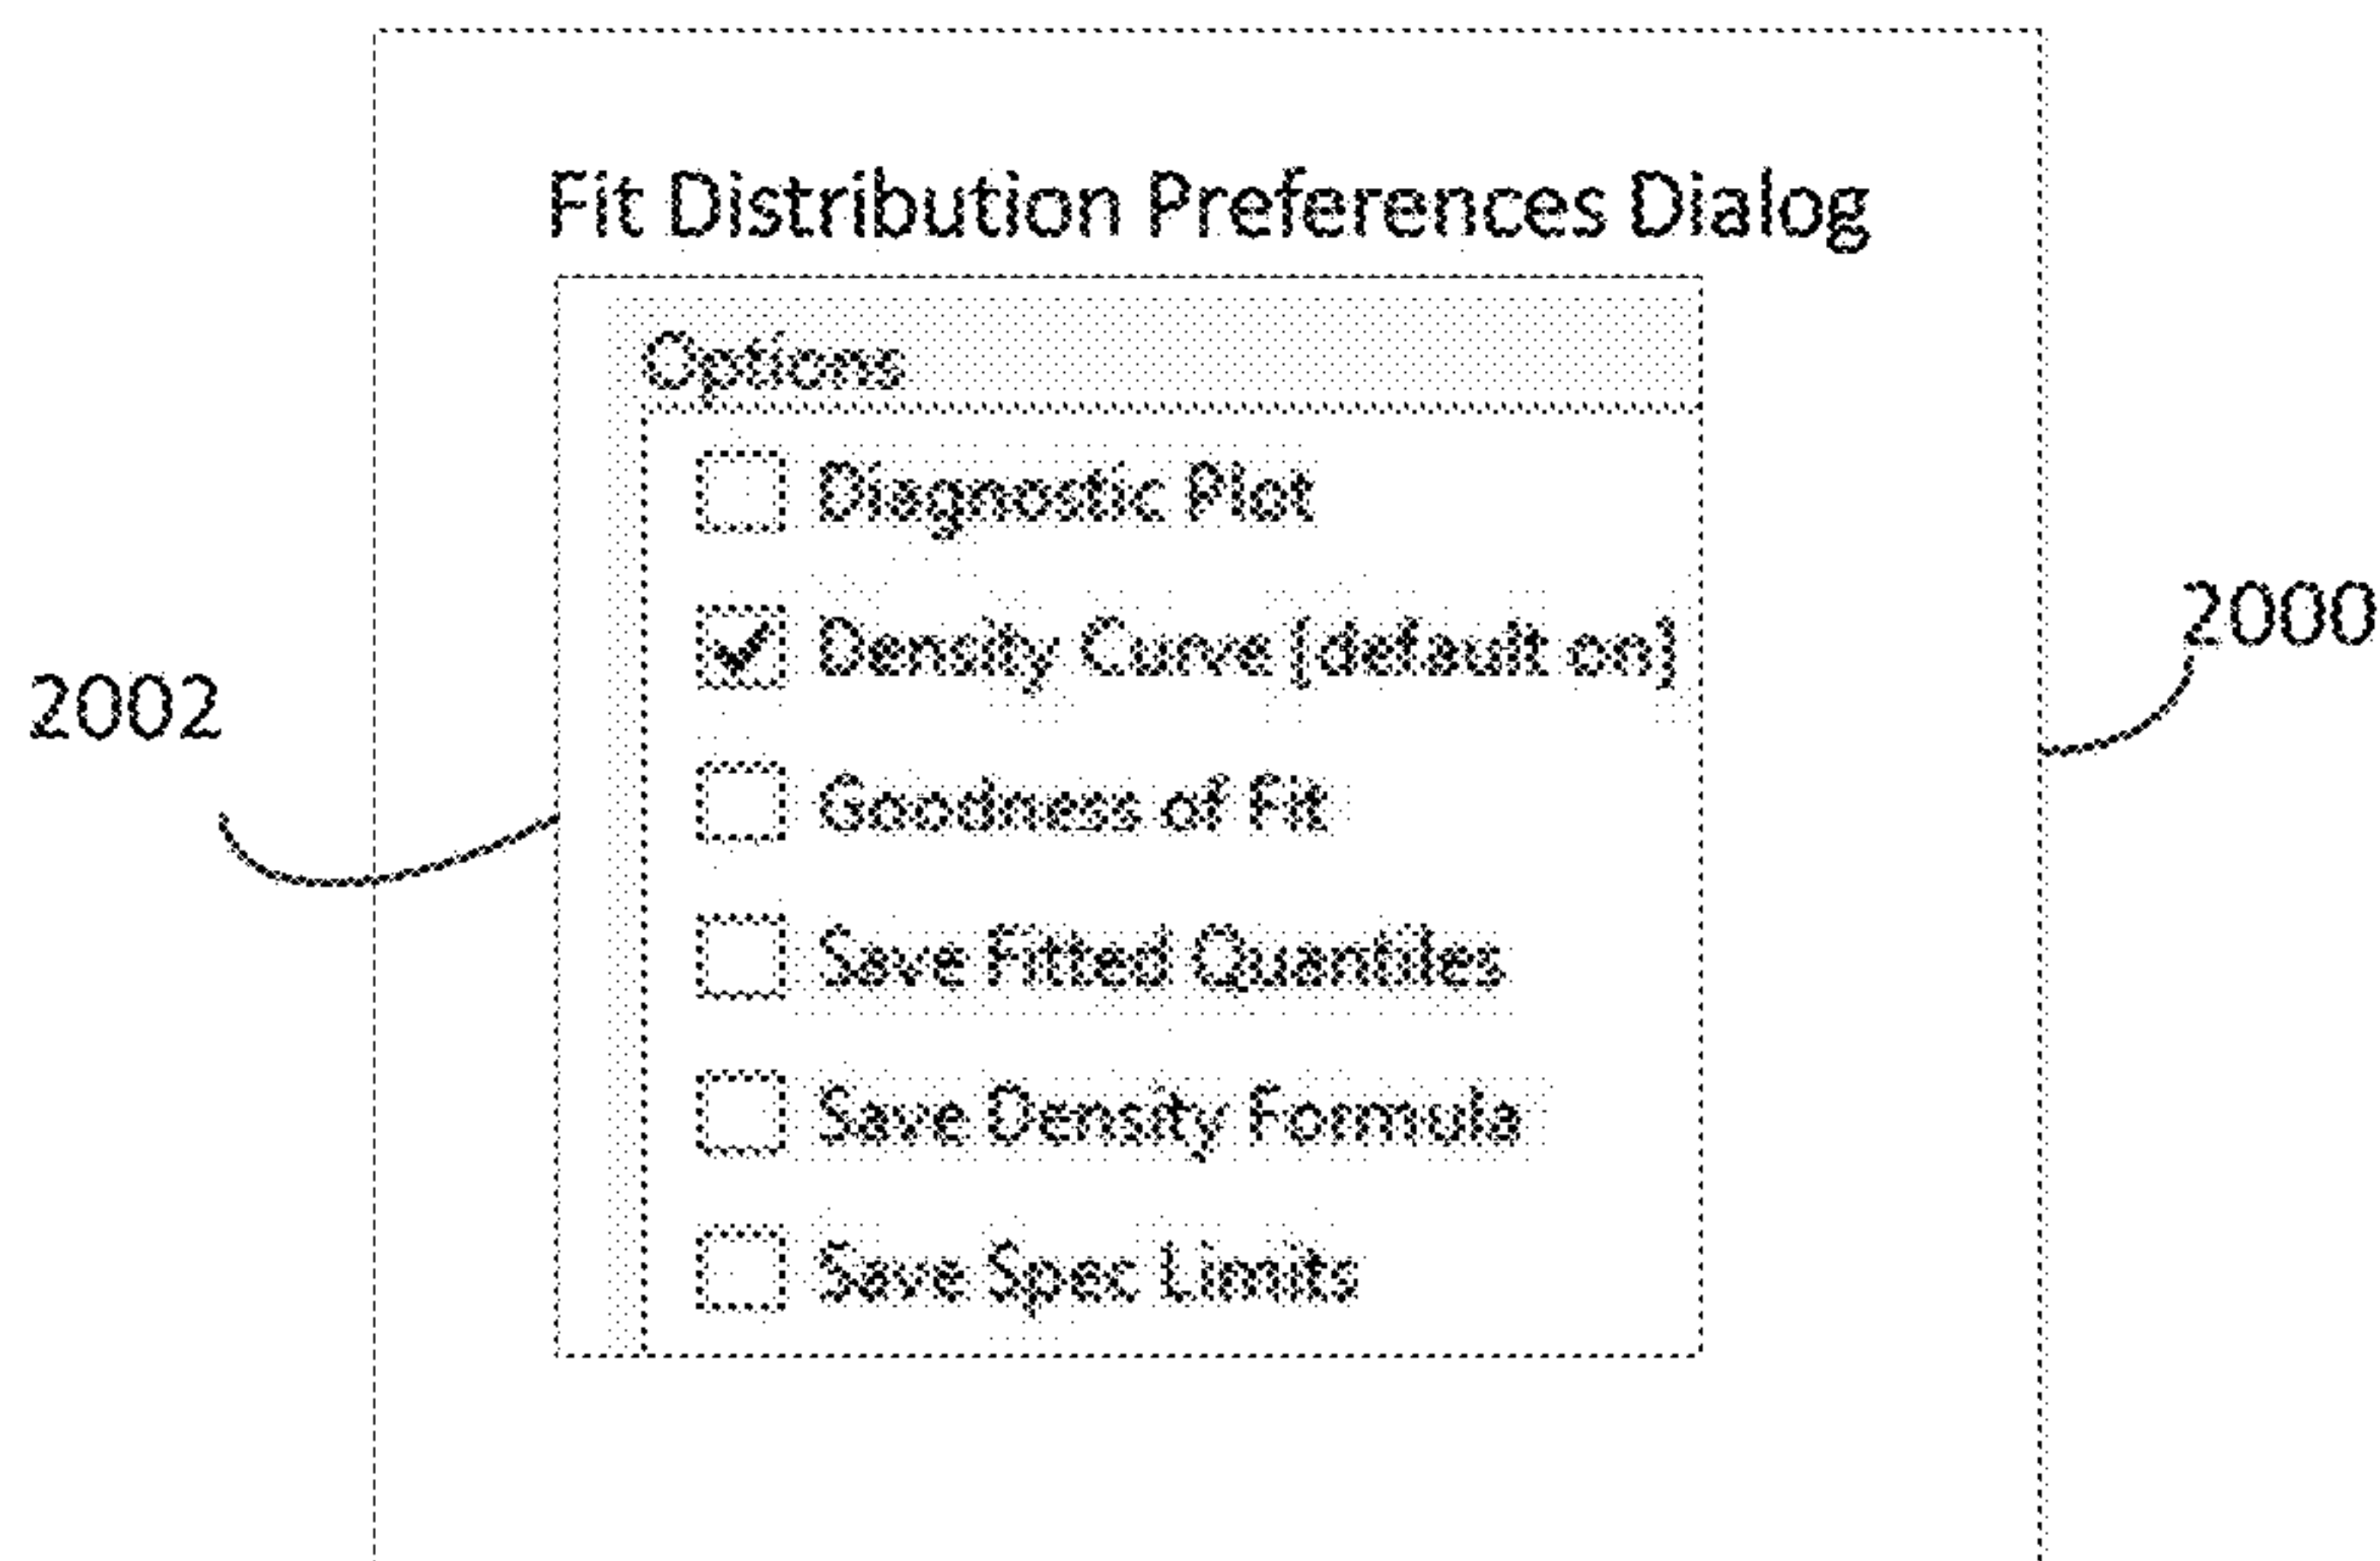 Fit Distribution Preferences Dialog
Options
Diagnostic Plot
Density Curve [default on]
2000
2002
Goodness of Fit
Save Fitted Quantiles
Save Density Formula
Save Spec Limits